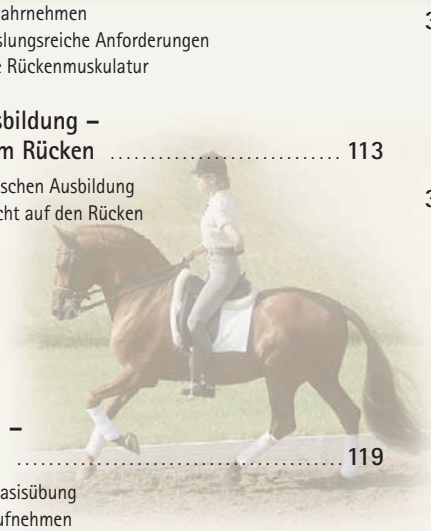 ahrnehmen
slungsreiche Anforderungen
e Rückenmuskulatur
sbildung –
m Rücken ............................. 113
schen Ausbildung
cht auf den Rücken
–
......................................... 119
asisübung
ufnehmen
3
3